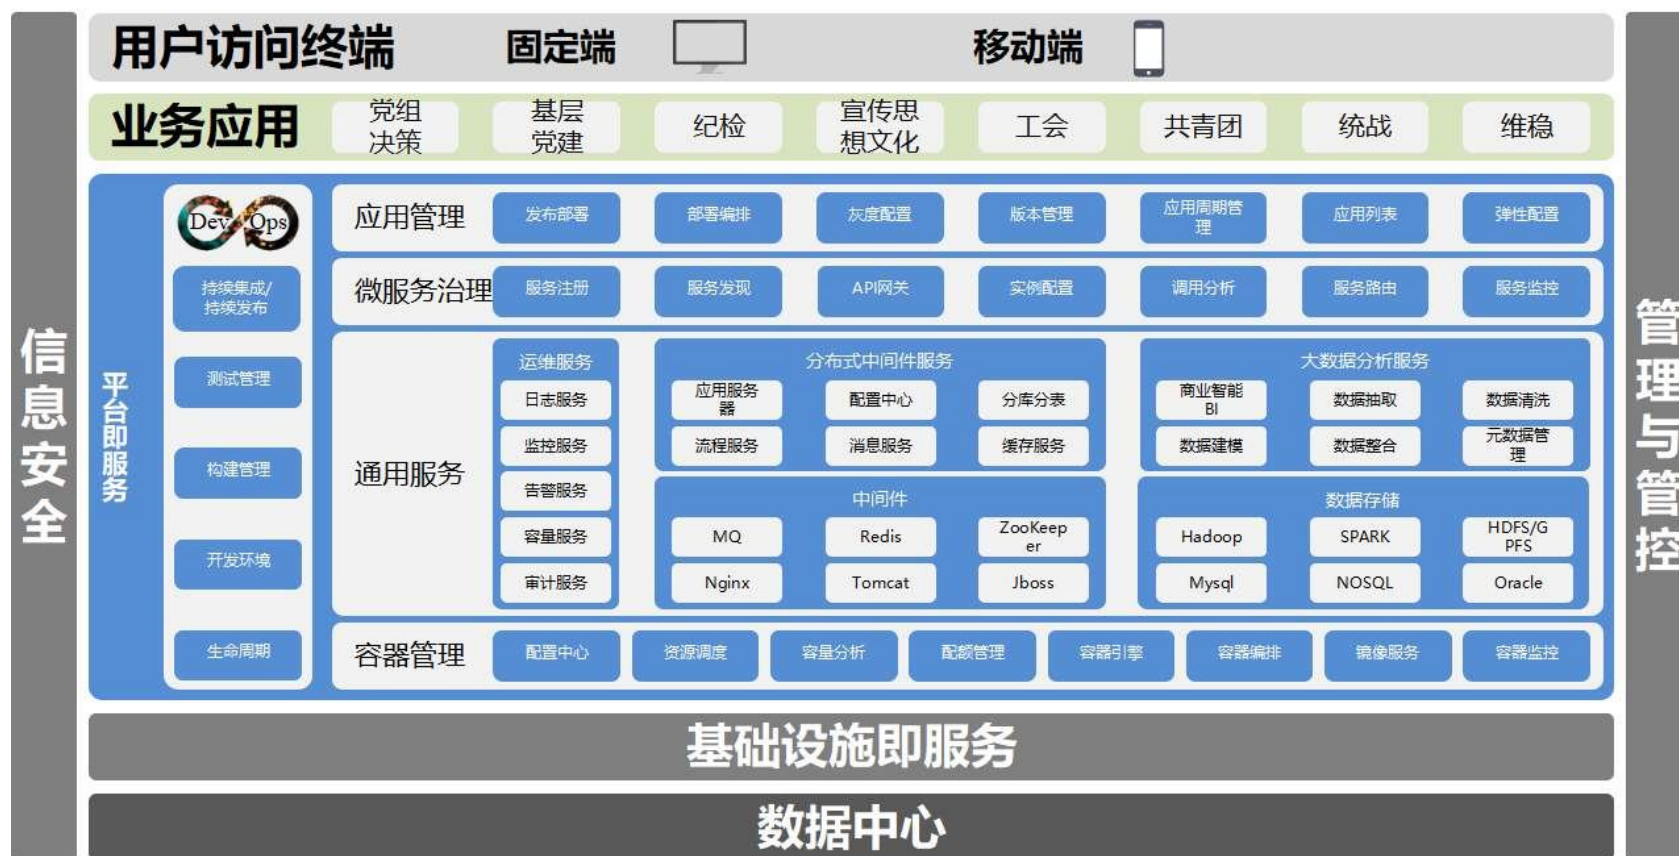 用户访问终端
固定端
移动端
业务应用
党组
决策
基层
党建
纪检
宣传思
想文化
工会
共青团
统战
维稳
信
息
安
全
管
理
与
管
控
平
台
即
服
务
Dev Ops
持续集成/
持续发布
测试管理
构建管理
开发环境
生命周期
应用管理
发布部署
部署编排
灰度配置
版本管理
应用周期管
理
应用列表
弹性配置
微服务治理
服务注册
服务发现
API网关
实例配置
调用分析
服务路由
服务监控
通用服务
运维服务
日志服务
监控服务
告警服务
容量服务
审计服务
分布式中间件服务
应用服务
器
配置中心
分库分表
流程服务
消息服务
缓存服务
大数据分析服务
商业智能
BI
数据抽取
数据清洗
数据建模
数据整合
元数据管
理
中间件
MQ
Redis
ZooKeep
er
Nginx
Tomcat
Jboss
数据存储
Hadoop
SPARK
HDFS/G
PFS
Mysql
NOSQL
Oracle
容器管理
配置中心
资源调度
容量分析
配额管理
容器引擎
容器编排
镜像服务
容器监控
基础设施即服务
数据中心